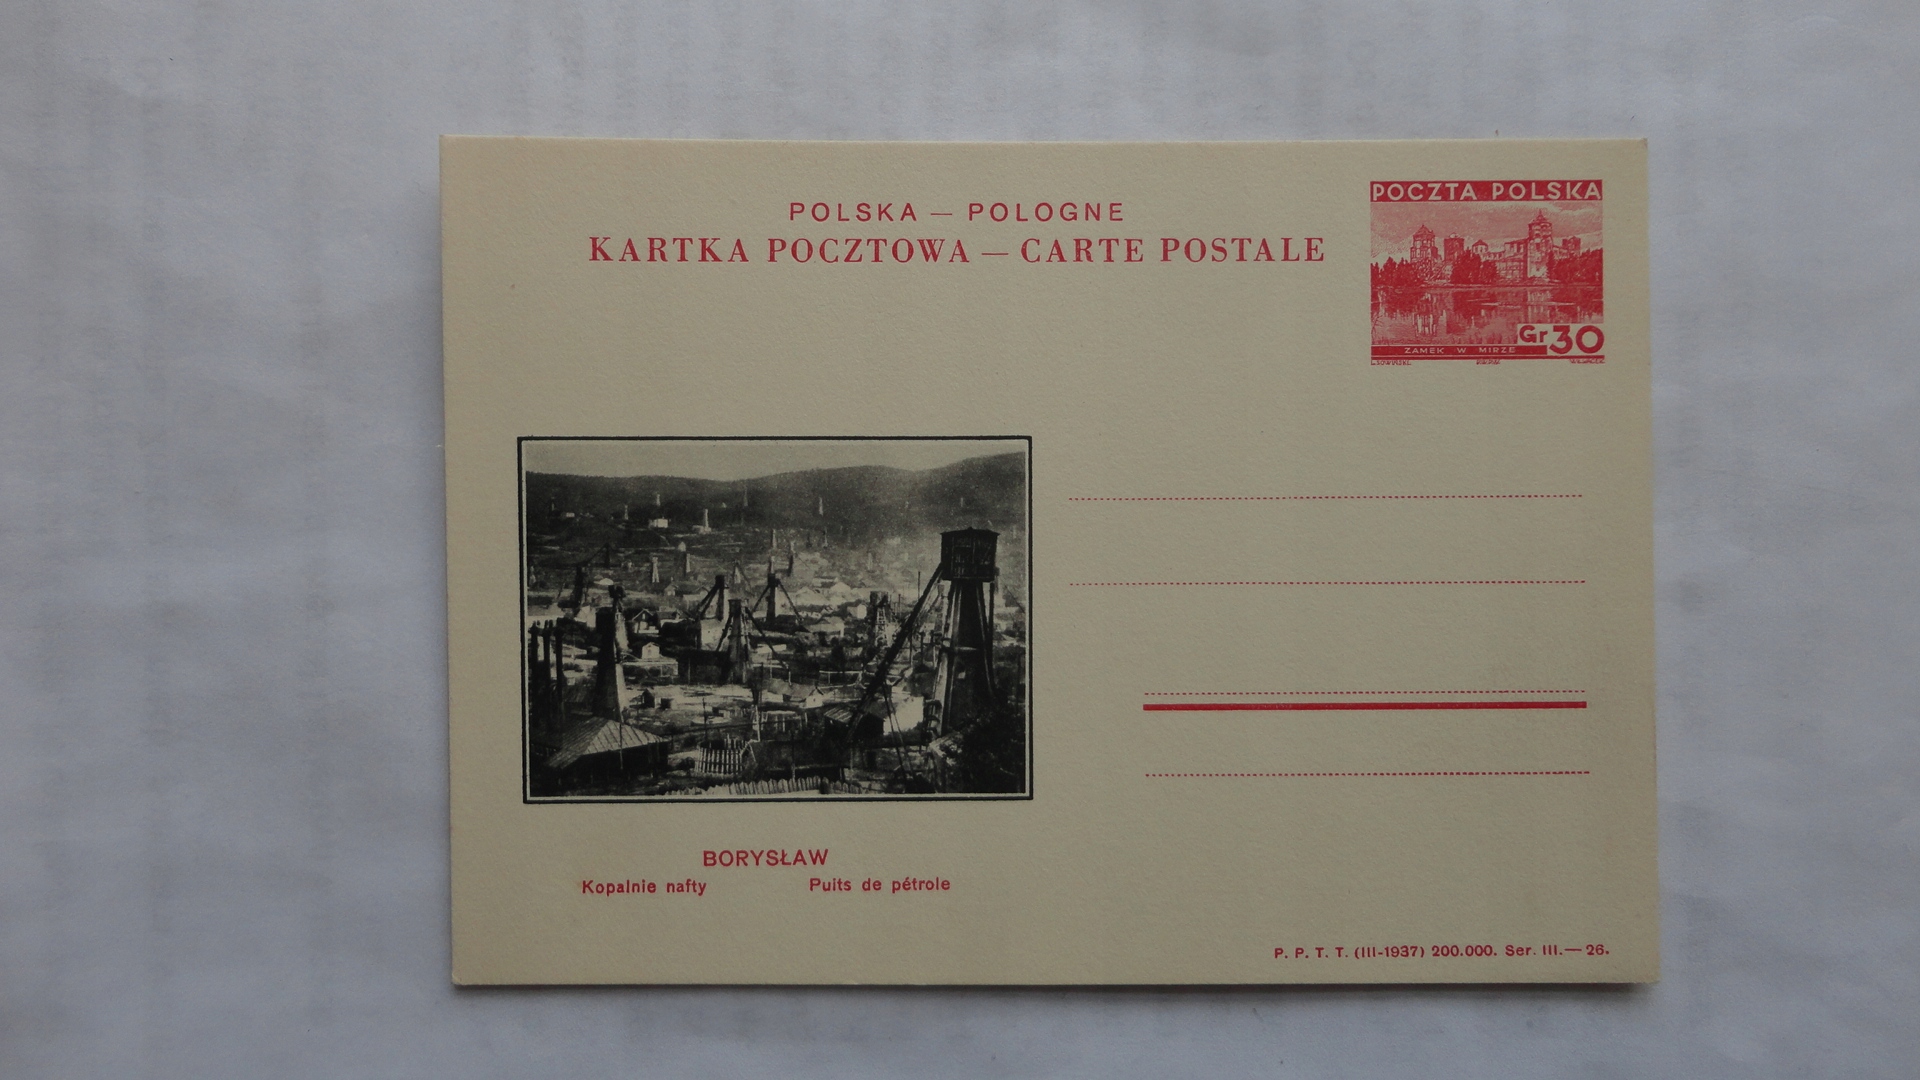 POLSKA — POLOGNE
KARTKA POCZTOWA — CARTE POSTALE
POCZTA POLSKA
Gr 30
ZAMEK W MIRZE
BORYSŁAW
Kopalnie nafty Puits de pétrole
P. P. T. T. (III-1937) 200.000. Ser. III.— 26.